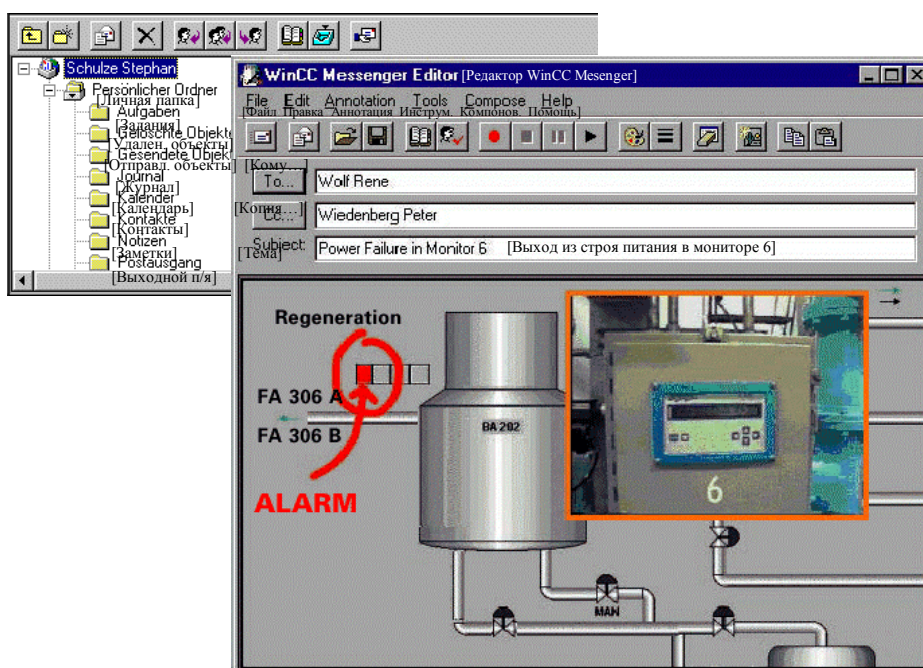 Schulze Stephan
Persönlicher Ordner
[Личная папка]
Aufgaben
[Задания]
Gelöschte Objekte
[Удален. объекты]
Gesendete Objekt
[Отправл. объекты]
Journal
[Журнал]
Kalender
[Календарь]
Kontakte
[Контакты]
Notizen
[Заметки]
Postausgang
[Выходной п/я]
WinCC Messenger Editor [Редактор WinCC Mesenger]
File Edit Annotation Tools Compose Help
[Файл Правка Аннотация Инструм. Компонов. Помощь]
[Кому…]
To... Wolf Rene
[Копия…]
Cc... Wiedenberg Peter
Subject: Power Failure in Monitor 6 [Выход из строя питания в мониторе 6]
[Тема]
Regeneration
FA 306 A
FA 306 B
BA 202
ALARM
6
MAN